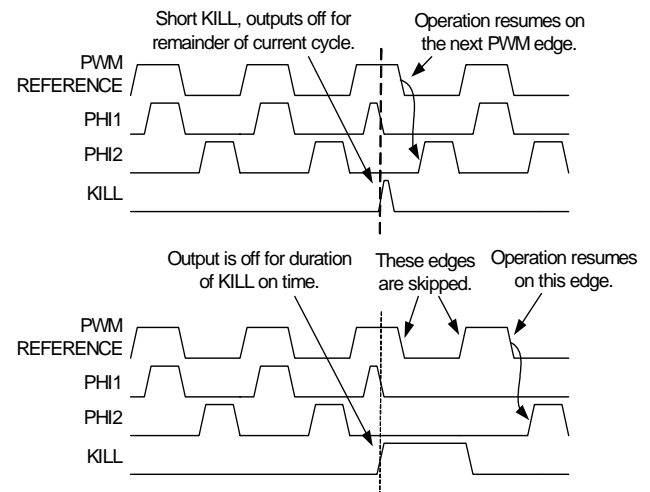 Short KILL, outputs off for
remainder of current cycle.
Operation resumes on
the next PWM edge.
PWM
REFERENCE
PHI1
PHI2
KILL
Output is off for duration
of KILL on time.
These edges
are skipped.
Operation resumes
on this edge.
PWM
REFERENCE
PHI1
PHI2
KILL